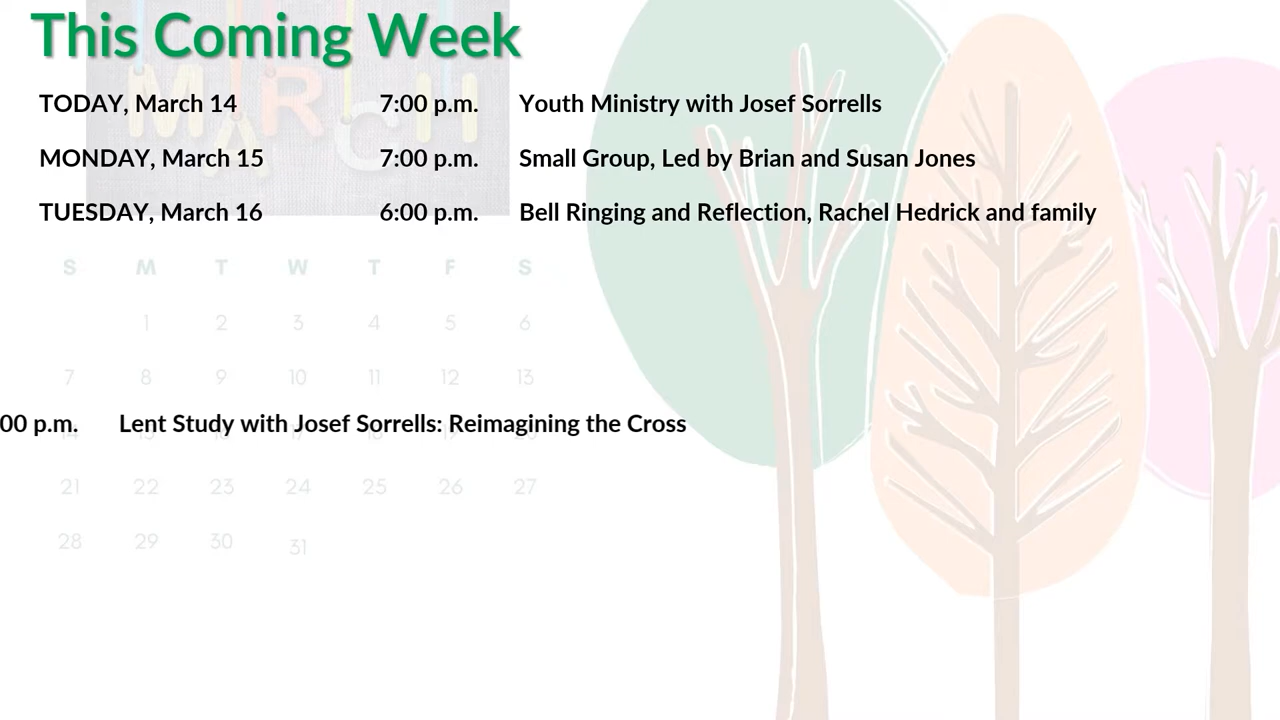 This Coming Week
MARCH
TODAY, March 14 7:00 p.m. Youth Ministry with Josef Sorrells
MONDAY, March 15 7:00 p.m. Small Group, Led by Brian and Susan Jones
TUESDAY, March 16 6:00 p.m. Bell Ringing and Reflection, Rachel Hedrick and family
S M T W T F S
1 2 3 4 5 6
7 8 9 10 11 12 13
00 p.m. Lent Study with Josef Sorrells: Reimagining the Cross
21 22 23 24 25 26 27
28 29 30 31